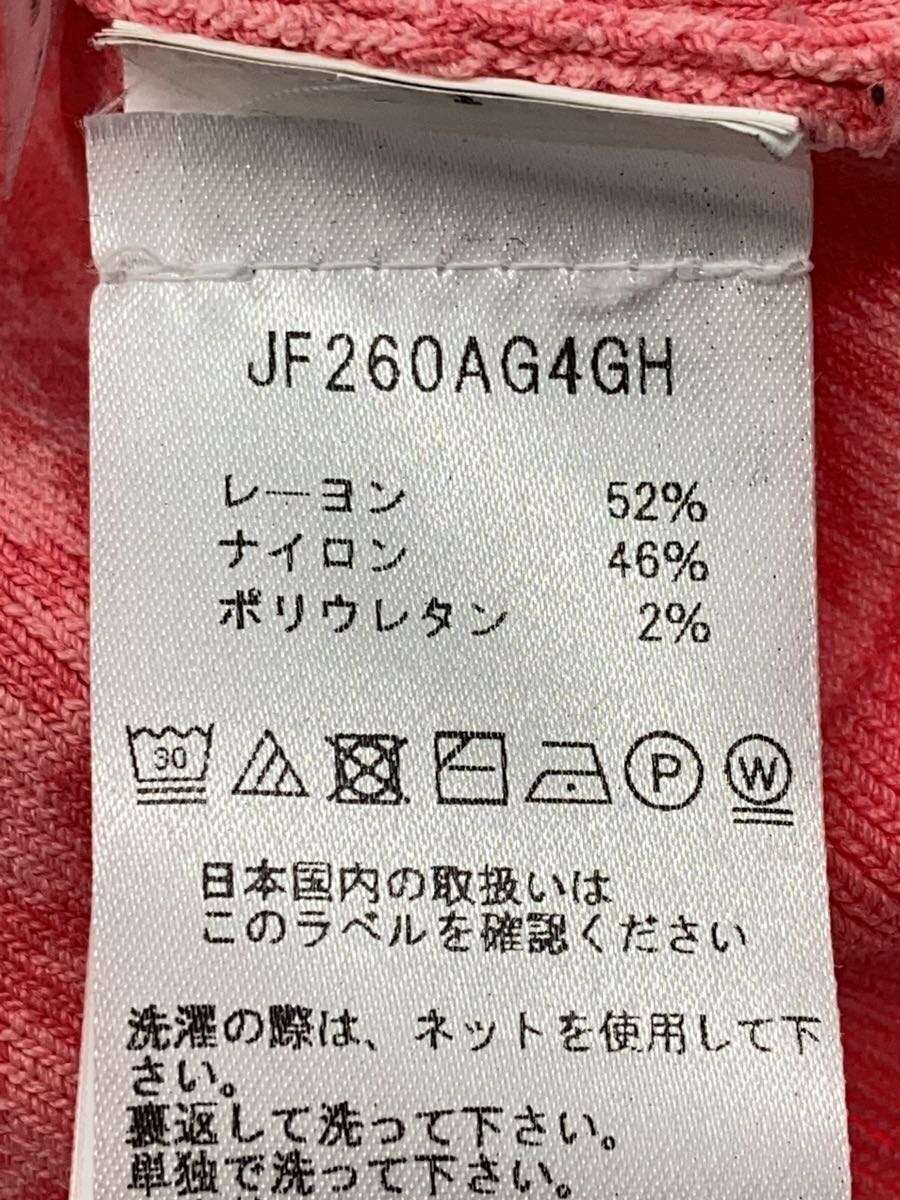 JF260AG4GH
レーヨン 52%
ナイロン 46%
ポリウレタン 2%
30 P W
日本国内の取扱いは
このラベルを確認ください
洗濯の際は、ネットを使用して下
さい。
裏返して洗って下さい。
単独で洗って下さい。